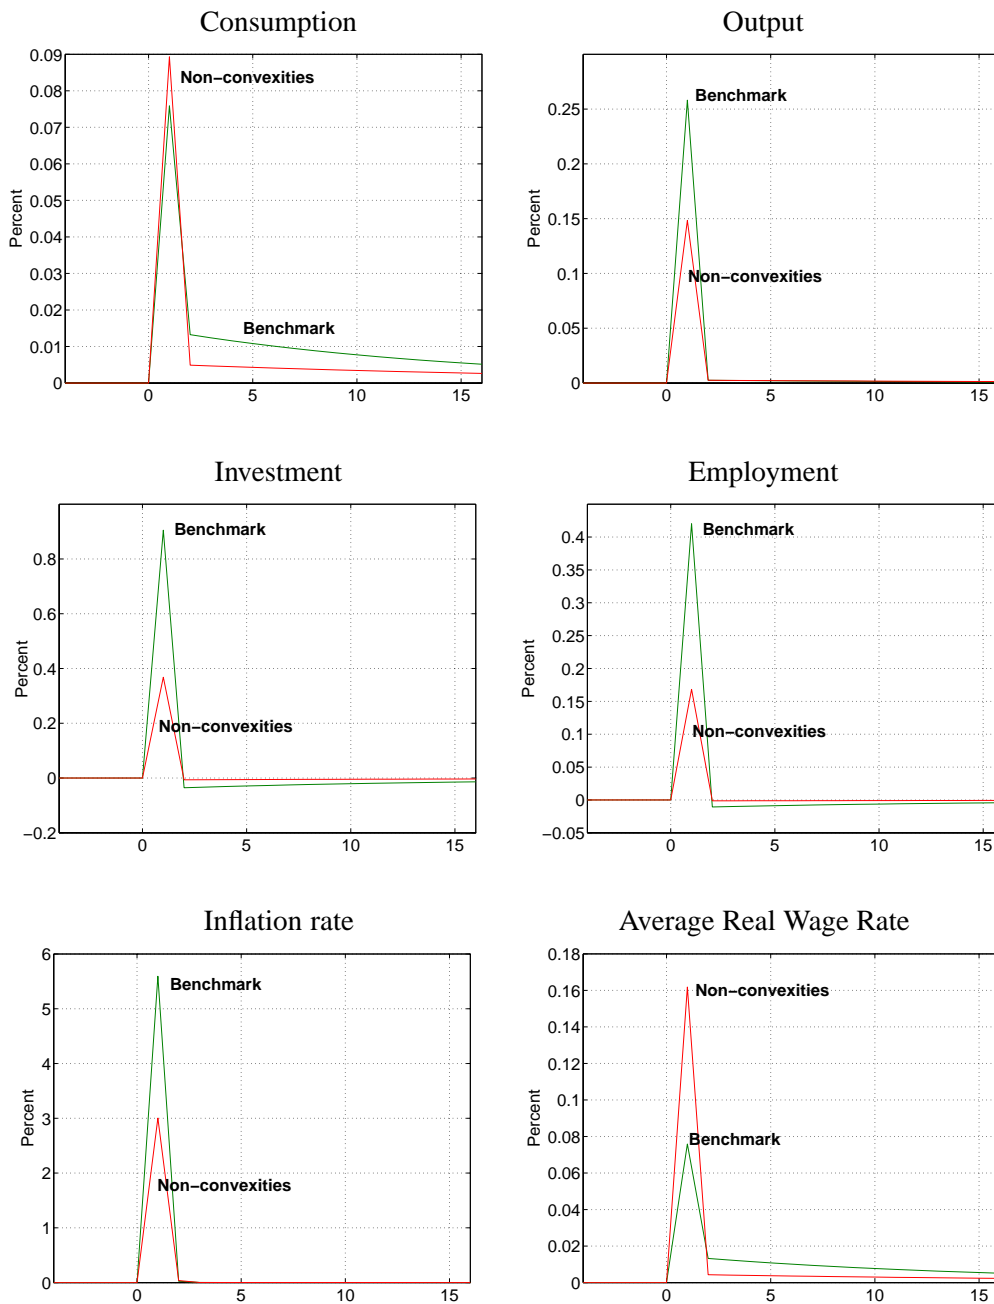 Consumption
0.09
0.08
0.07
0.06
0.05
0.04
0.03
0.02
0.01
0
Percent
Non-convexities
Benchmark
0 5 10 15
Output
0.25
0.2
0.15
0.1
0.05
0
Percent
Benchmark
Non-convexities
0 5 10 15
Investment
0.8
0.6
0.4
0.2
0
-0.2
Percent
Benchmark
Non-convexities
0 5 10 15
Employment
0.4
0.35
0.3
0.25
0.2
0.15
0.1
0.05
0
-0.05
Percent
Benchmark
Non-convexities
0 5 10 15
Inflation rate
6
5
4
3
2
1
0
Percent
Benchmark
Non-convexities
0 5 10 15
Average Real Wage Rate
0.18
0.16
0.14
0.12
0.1
0.08
0.06
0.04
0.02
0
Percent
Non-convexities
Benchmark
0 5 10 15